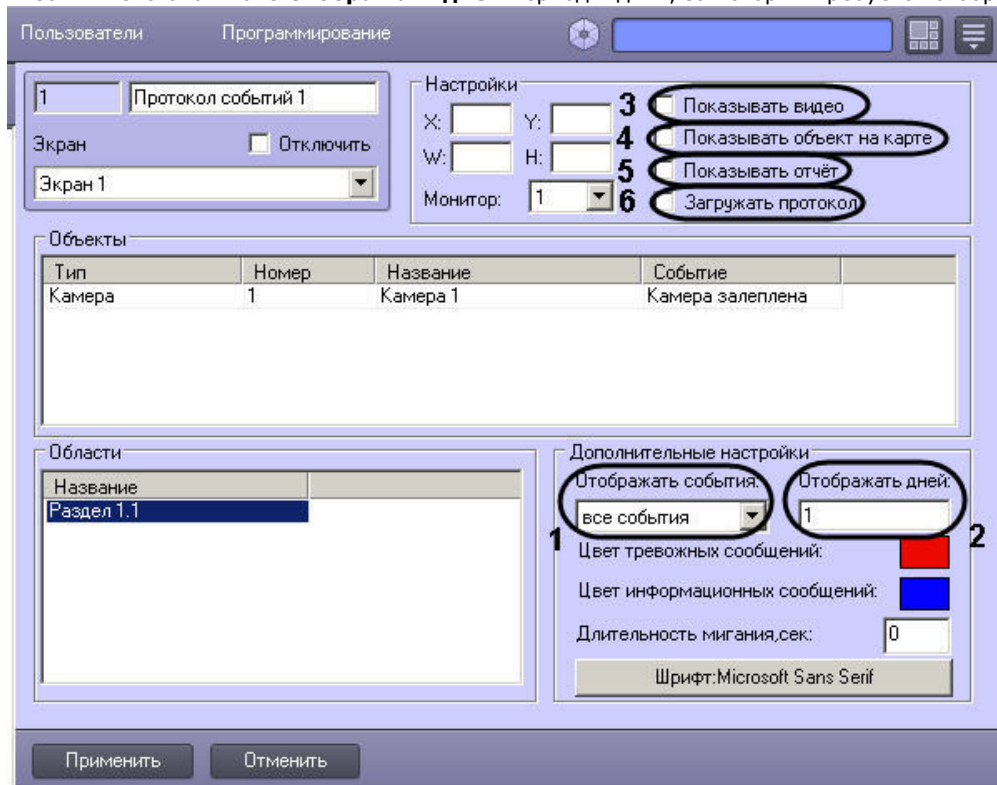 Пользователи Программирование
1 Протокол событий 1
Экран Отключить
Экран 1
Настройки
X: Y:
W: H:
Монитор: 1
3 Показывать видео
4 Показывать объект на карте
5 Показывать отчёт
6 Загружать протокол
Объекты
Тип Номер Название Событие
Камера 1 Камера 1 Камера залеплена
Области
Название
Раздел 1.1
Дополнительные настройки
Отображать события: Отображать дней:
1 все события 1 2
Цвет тревожных сообщений:
Цвет информационных сообщений:
Длительность мигания,сек: 0
Шрифт:Microsoft Sans Serif
Применить Отменить